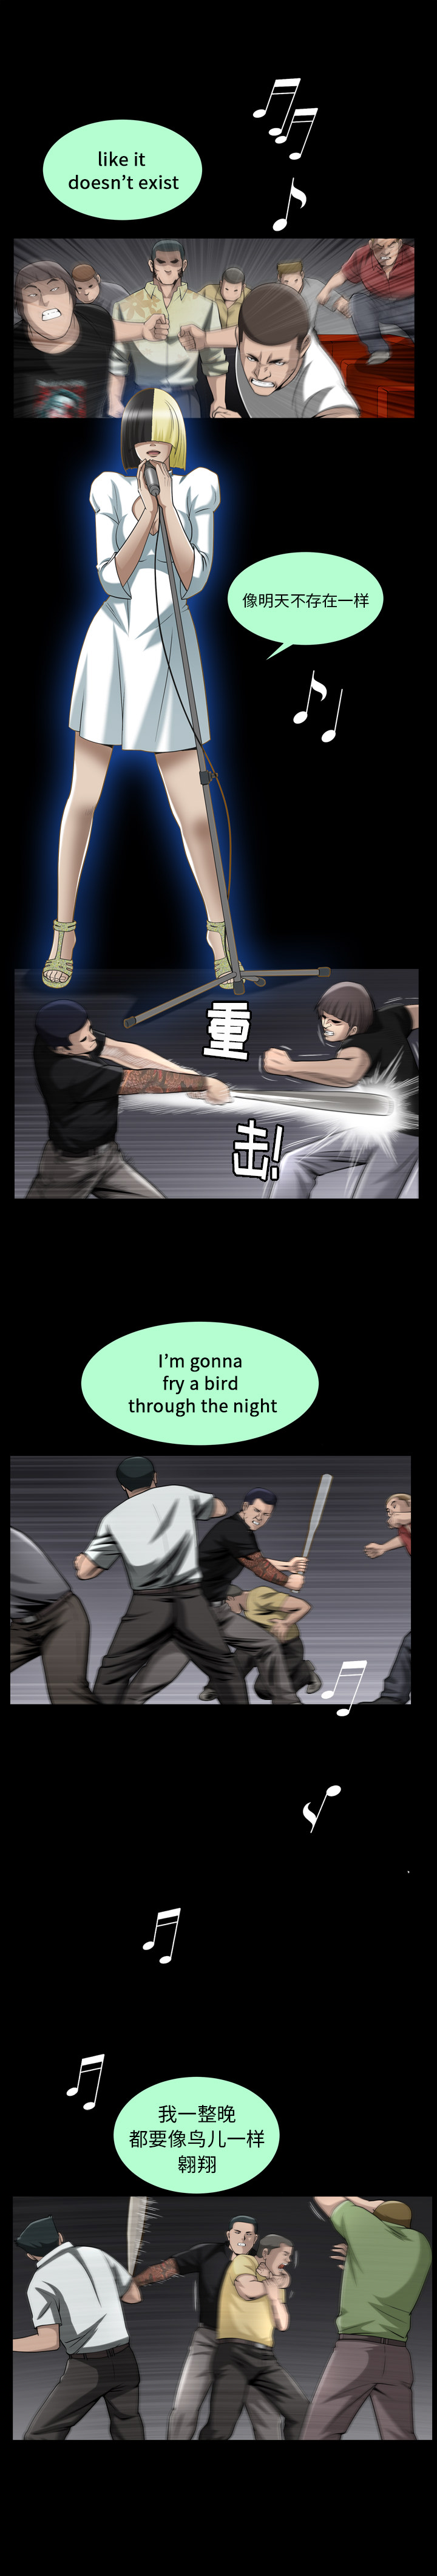 like it
doesn't exist
像明天不存在一样
重
击!
I'm gonna
fry a bird
through the night
我一整晚
都要像鸟儿一样
翱翔